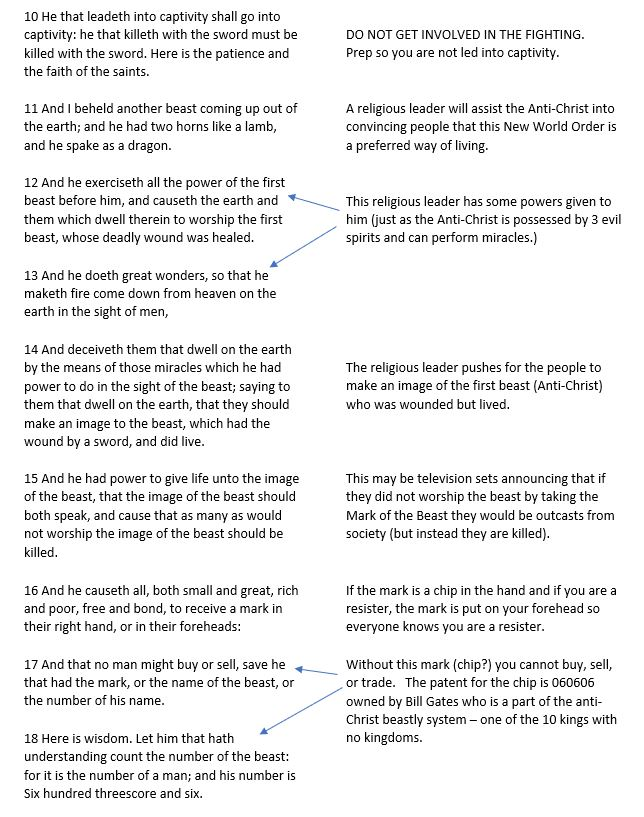 10 He that leadeth into captivity shall go into
captivity: he that killeth with the sword must be
killed with the sword. Here is the patience and
the faith of the saints.
DO NOT GET INVOLVED IN THE FIGHTING.
Prep so you are not led into captivity.
11 And I beheld another beast coming up out of
the earth; and he had two horns like a lamb,
and he spake as a dragon.
A religious leader will assist the Anti-Christ into
convincing people that this New World Order is
a preferred way of living.
12 And he exerciseth all the power of the first
beast before him, and causeth the earth and
them which dwell therein to worship the first
beast, whose deadly wound was healed.
This religious leader has some powers given to
him (just as the Anti-Christ is possessed by 3 evil
spirits and can perform miracles.)
13 And he doeth great wonders, so that he
maketh fire come down from heaven on the
earth in the sight of men,
14 And deceiveth them that dwell on the earth
by the means of those miracles which he had
power to do in the sight of the beast; saying to
them that dwell on the earth, that they should
make an image to the beast, which had the
wound by a sword, and did live.
The religious leader pushes for the people to
make an image of the first beast (Anti-Christ)
who was wounded but lived.
15 And he had power to give life unto the image
of the beast, that the image of the beast should
both speak, and cause that as many as would
not worship the image of the beast should be
killed.
This may be television sets announcing that if
they did not worship the beast by taking the
Mark of the Beast they would be outcasts from
society (but instead they are killed).
16 And he causeth all, both small and great, rich
and poor, free and bond, to receive a mark in
their right hand, or in their foreheads:
If the mark is a chip in the hand and if you are a
resister, the mark is put on your forehead so
everyone knows you are a resister.
17 And that no man might buy or sell, save he
that had the mark, or the name of the beast, or
the number of his name.
Without this mark (chip?) you cannot buy, sell,
or trade. The patent for the chip is 060606
owned by Bill Gates who is a part of the anti-
Christ beastly system – one of the 10 kings with
no kingdoms.
18 Here is wisdom. Let him that hath
understanding count the number of the beast:
for it is the number of a man; and his number is
Six hundred threescore and six.